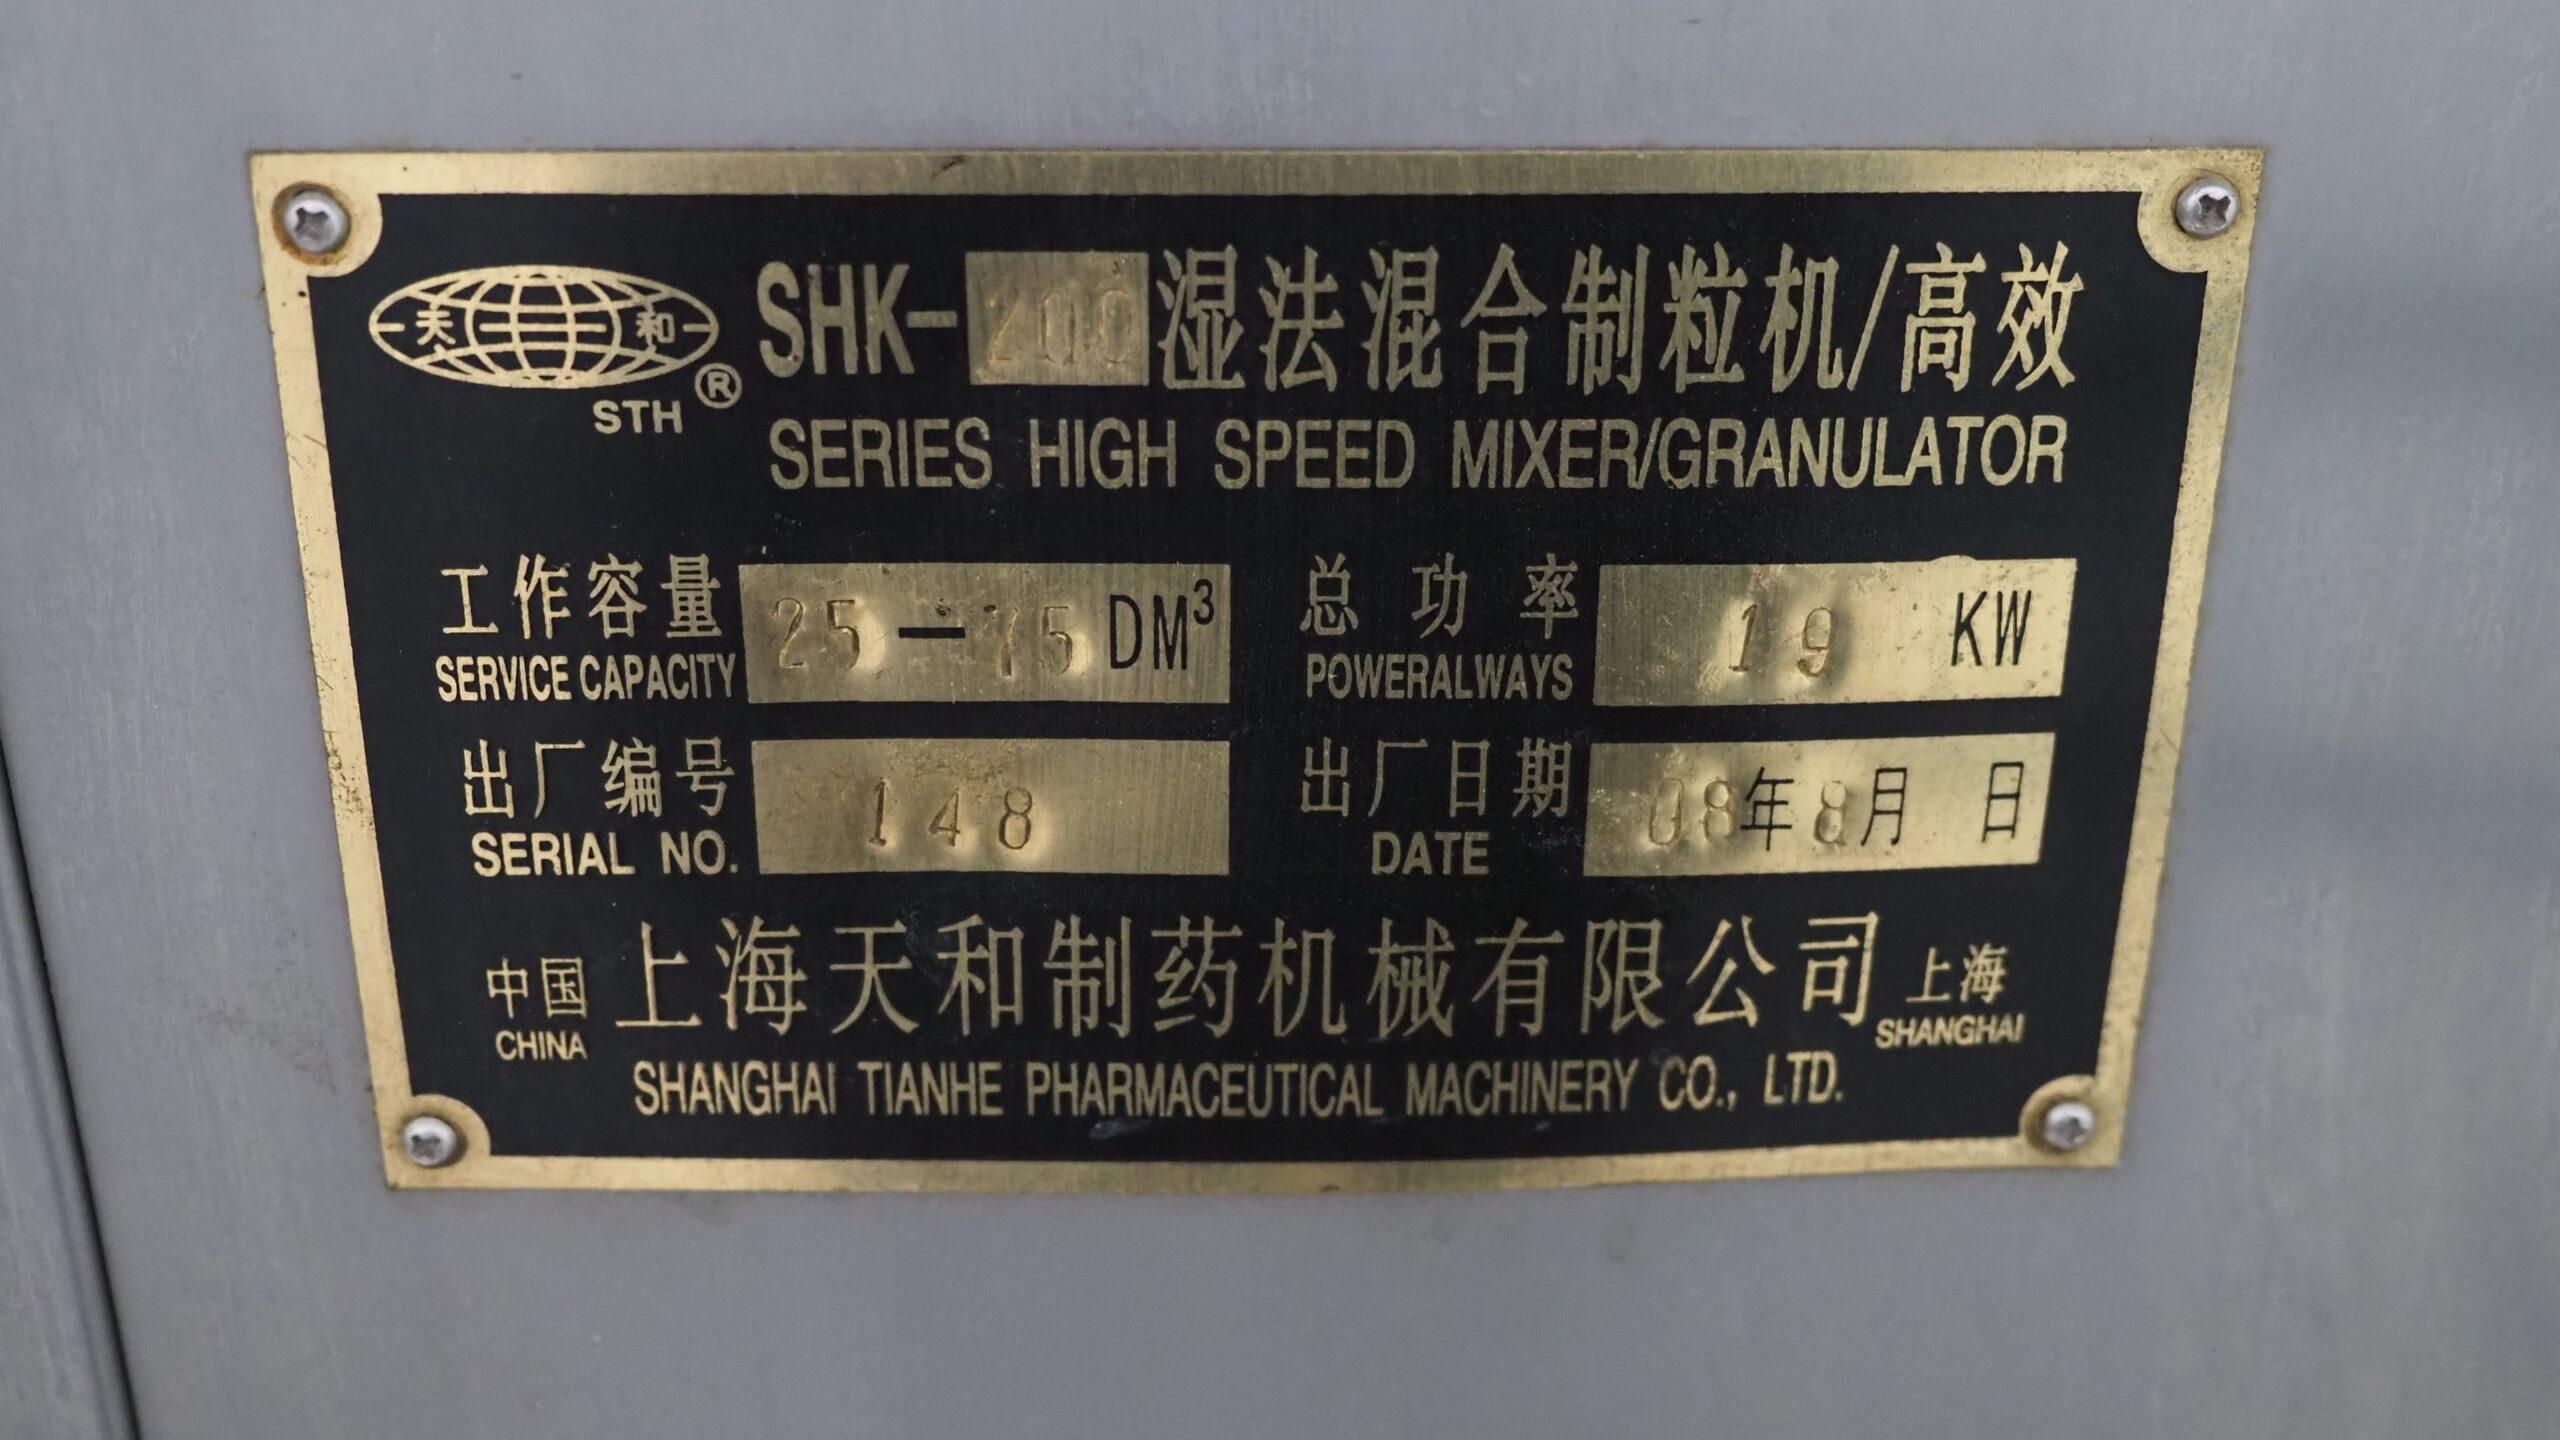 天 和
STH ®
SHK-200湿法混合制粒机/高效
SERIES HIGH SPEED MIXER/GRANULATOR
工作容量 25-75 DM³ 总功率 19 KW
SERVICE CAPACITY POWERALWAYS
出厂编号 148 出厂日期 08年8月 日
SERIAL NO. DATE
中国 上海天和制药机械有限公司 上海
CHINA SHANGHAI
SHANGHAI TIANHE PHARMACEUTICAL MACHINERY CO., LTD.